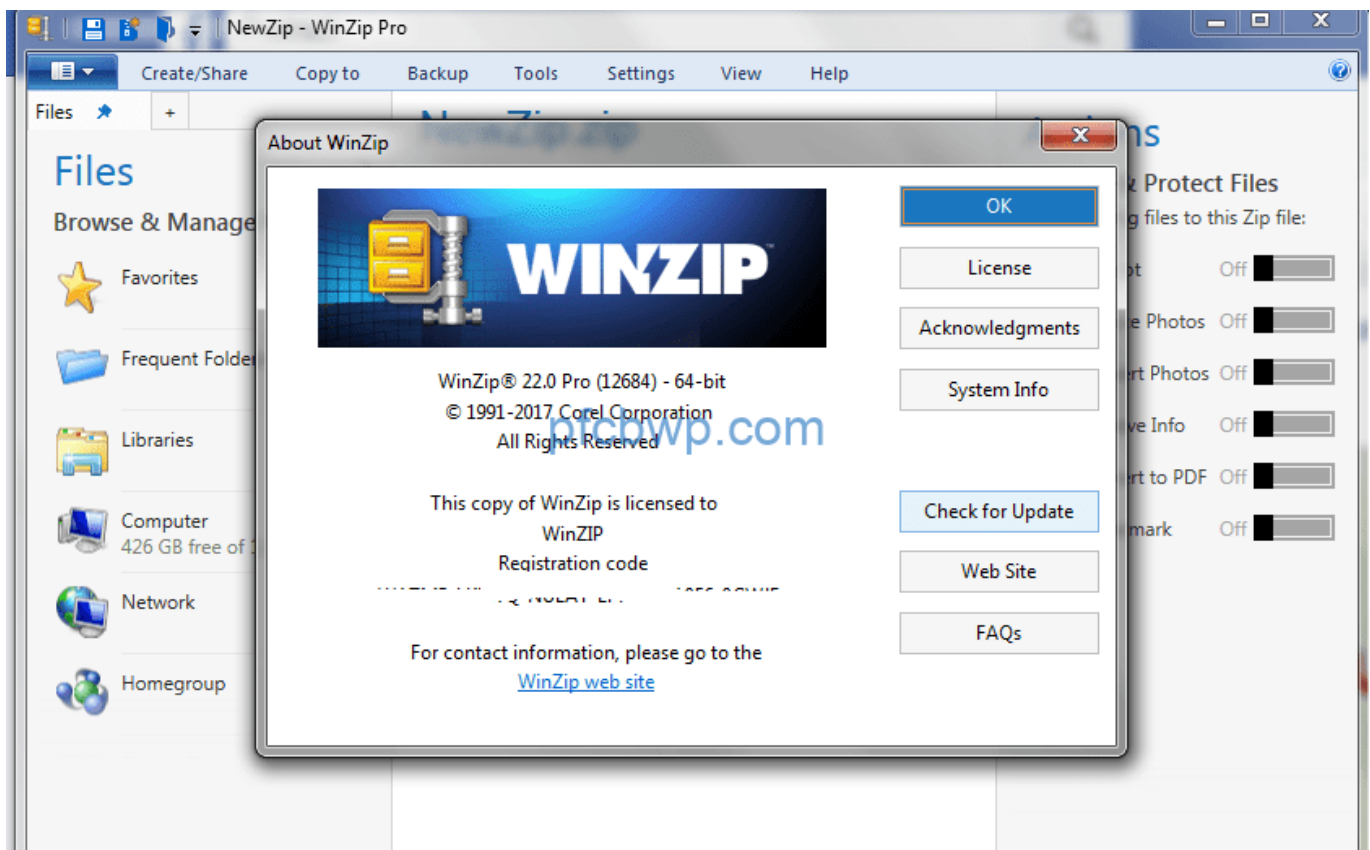 NewZip - WinZip Pro
Create/Share Copy to Backup Tools Settings View Help
Files +
NewZip.zip
Files
Browse & Manage
Favorites
Frequent Folder
Libraries
Computer
426 GB free of
Network
Homegroup
About WinZip
WINZIP
WinZip® 22.0 Pro (12684) - 64-bit
© 1991-2017 Corel Corporation
All Rights Reserved
pfcbwp.com
This copy of WinZip is licensed to
WinZIP
Registration code
For contact information, please go to the
WinZip web site
OK
License
Acknowledgments
System Info
Check for Update
Web Site
FAQs
Protect Files
files to this Zip file:
Off
Photos Off
Photos Off
Info Off
to PDF Off
Off